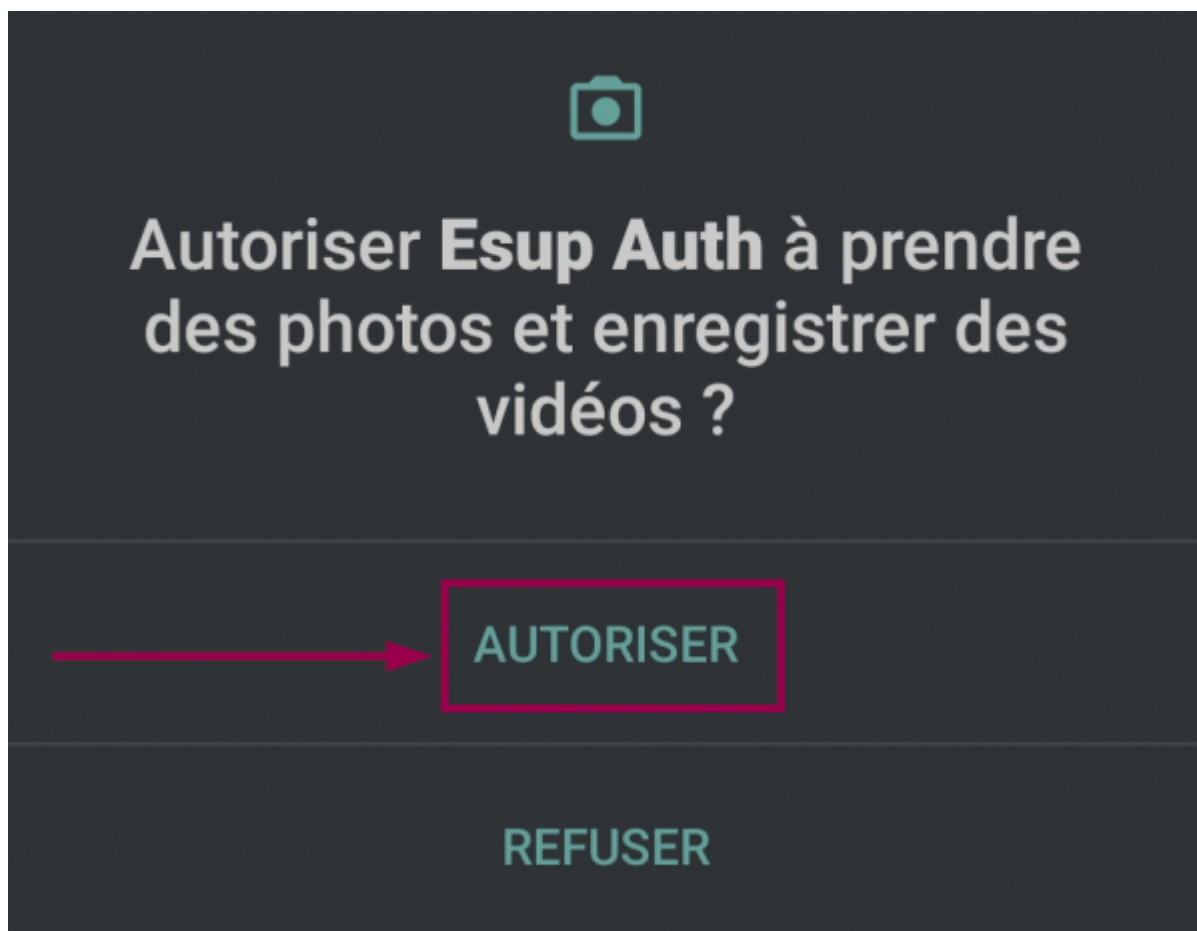 Autoriser Esup Auth à prendre
des photos et enregistrer des
vidéos ?
AUTORISER
REFUSER